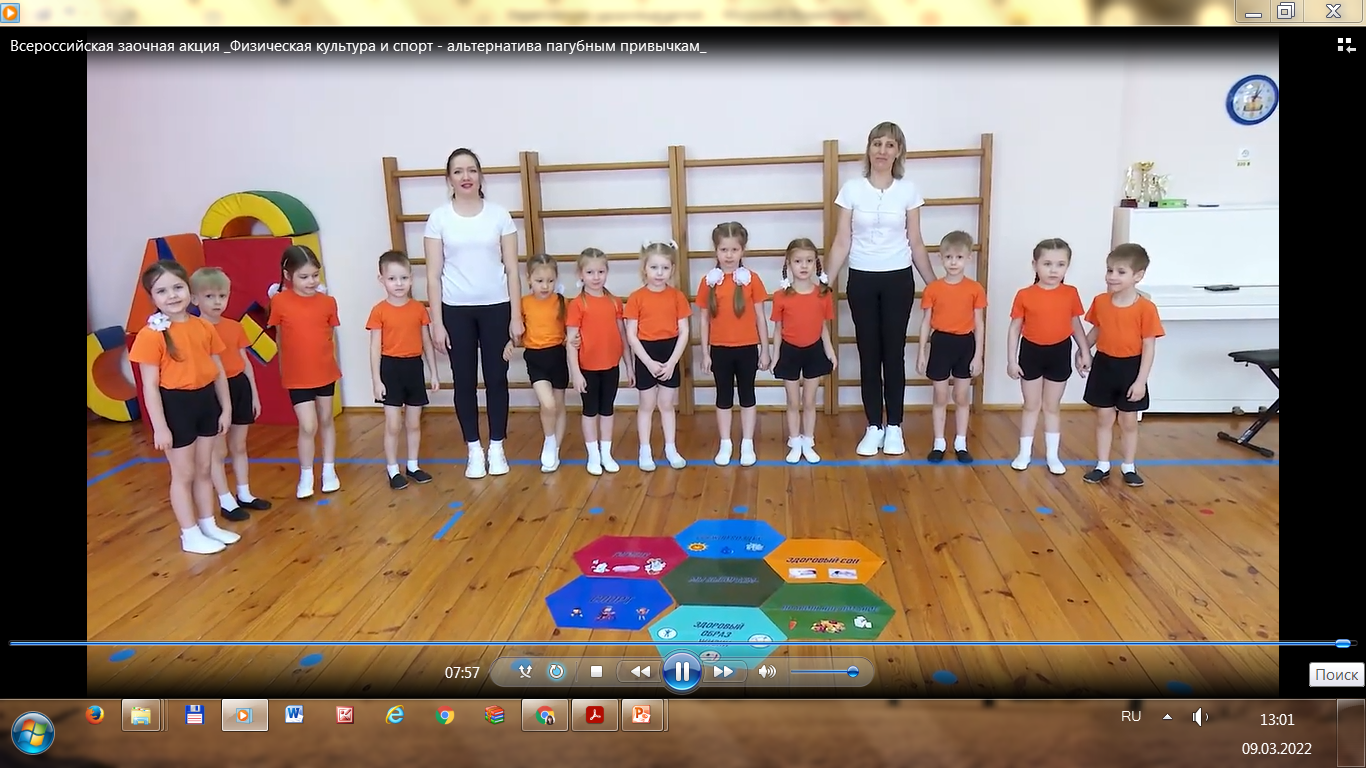 Всероссийская заочная акция _Физическая культура и спорт - альтернатива пагубным привычкам_
ЗДОРОВЫЙ СОН
СПОРТ
ЗДОРОВЫЙ
ОБРАЗ
07:57
Поиск
RU
13:01
09.03.2022